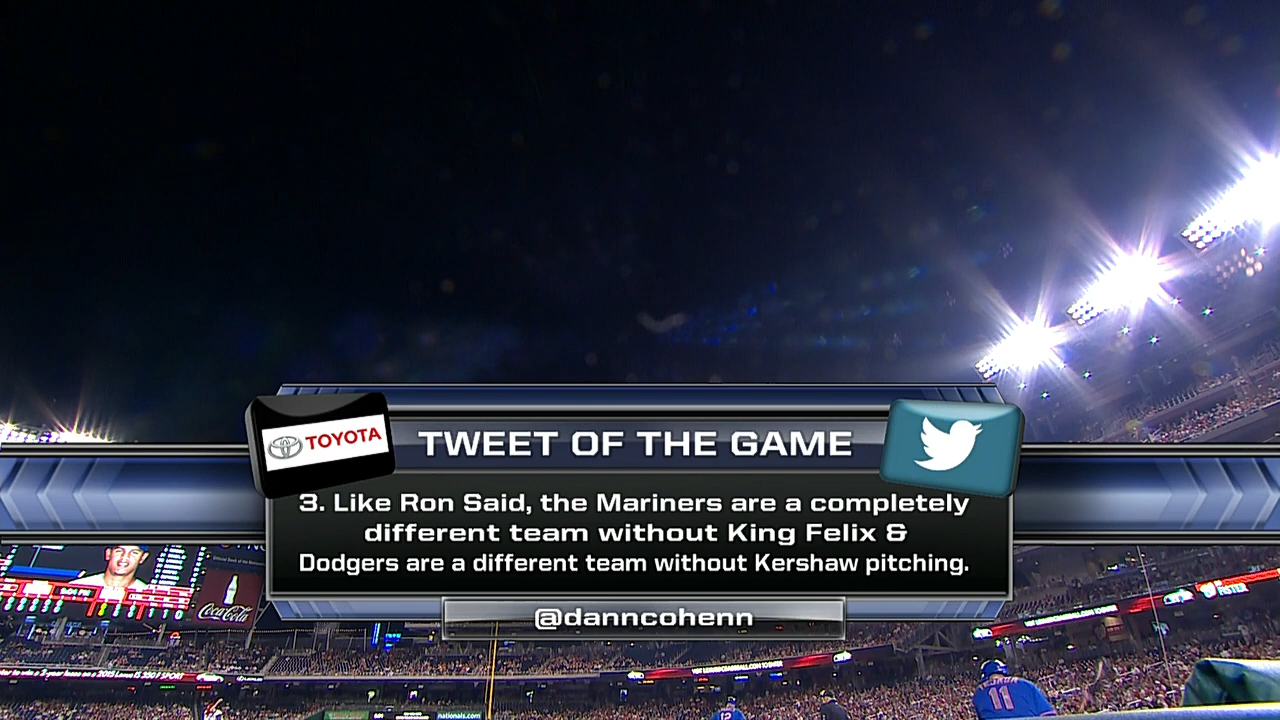 TOYOTA
TWEET OF THE GAME
3. Like Ron Said, the Mariners are a completely
different team without King Felix &
Dodgers are a different team without Kershaw pitching.
@danncohenn
Coca-Cola
nationals.com
11